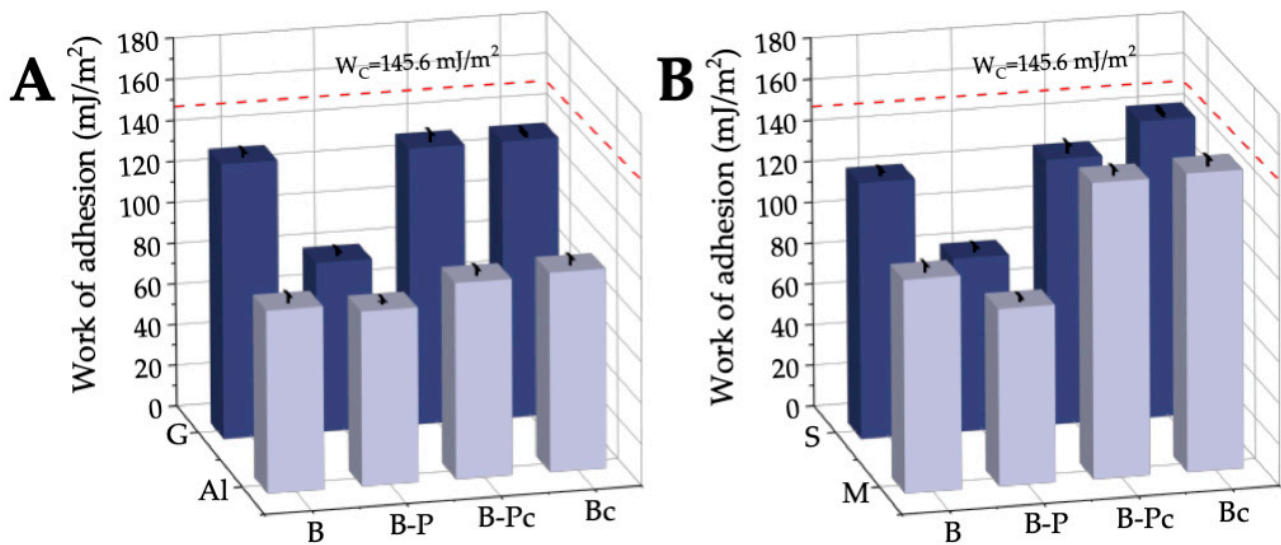 A
Work of adhesion (mJ/m²)
180
160
140
120
100
80
60
40
20
0
W_C=145.6 mJ/m²
G
Al
B
B-P
B-Pc
Bc
B
Work of adhesion (mJ/m²)
180
160
140
120
100
80
60
40
20
0
W_C=145.6 mJ/m²
S
M
B
B-P
B-Pc
Bc